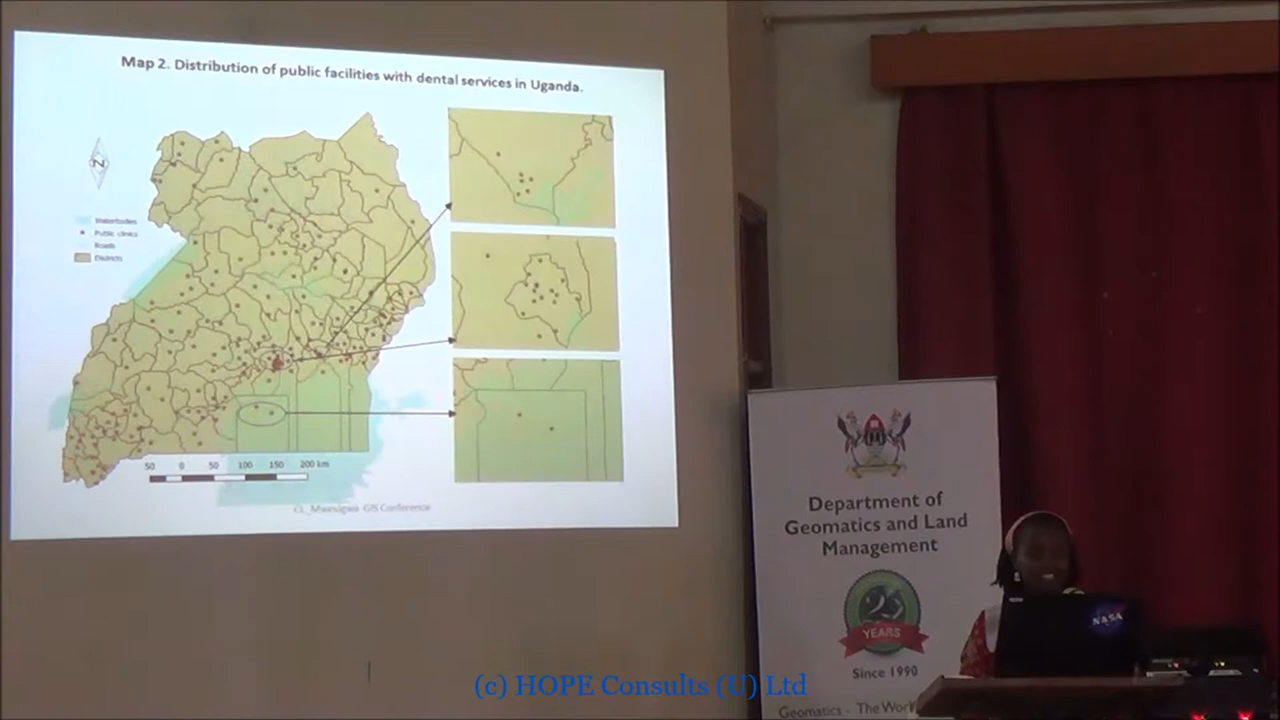 Map 2. Distribution of public facilities with dental services in Uganda.
N
Waterbodies
Public clinics
Roads
Districts
50 0 50 100 150 200 km
CL_Mwesigwa GIS Conference
Department of
Geomatics and Land
Management
25
YEARS
Since 1990
Geomatics - The Worl
NASA
(c) HOPE Consults (U) Ltd